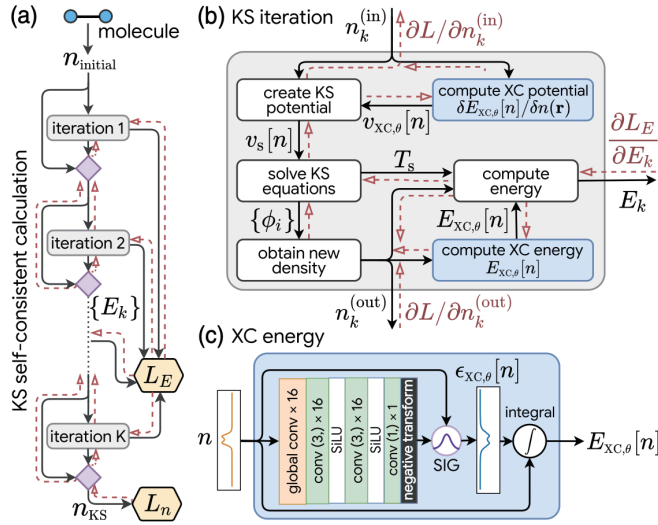 (a)
molecule
n_initial
iteration 1
iteration 2
{E_k}
L_E
iteration K
n_KS
L_n
KS self-consistent calculation
(b) KS iteration
n_k^(in)
∂L/∂n_k^(in)
create KS
potential
compute XC potential
δE_XC,θ[n]/δn(r)
v_XC,θ[n]
v_s[n]
T_s
solve KS
equations
compute
energy
∂L_E
∂E_k
E_k
{ϕ_i}
E_XC,θ[n]
obtain new
density
compute XC energy
E_XC,θ[n]
n_k^(out)
∂L/∂n_k^(out)
(c) XC energy
n
global conv × 16
conv (3,) × 16
SiLU
conv (3,) × 16
SiLU
conv (1,) × 1
negative transform
SIG
ϵ_XC,θ[n]
integral
∫
E_XC,θ[n]